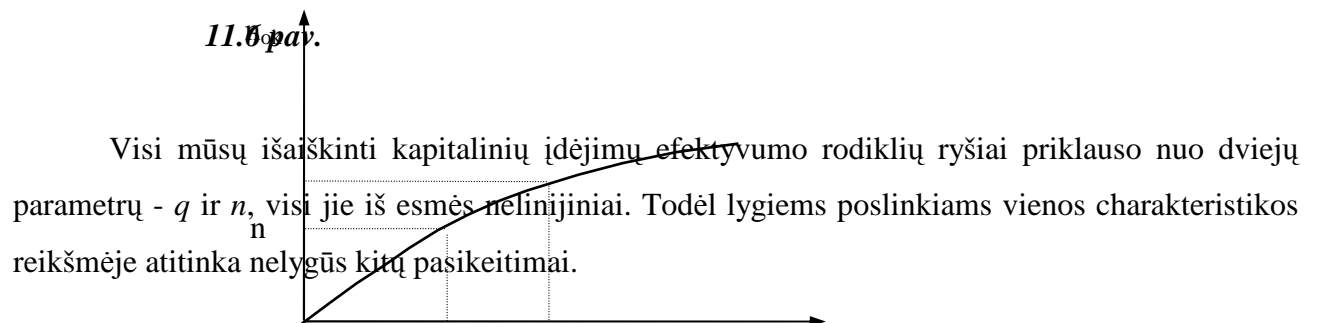 11.6 pav.
Visi mūsų išaiškinti kapitalinių įdėjimų efektyvumo rodiklių ryšiai priklauso nuo dviejų
parametrų - q ir n, visi jie iš esmės nelinijiniai. Todėl lygiems poslinkiams vienos charakteristikos
n
reikšmėje atitinka nelygūs kitų pasikeitimai.